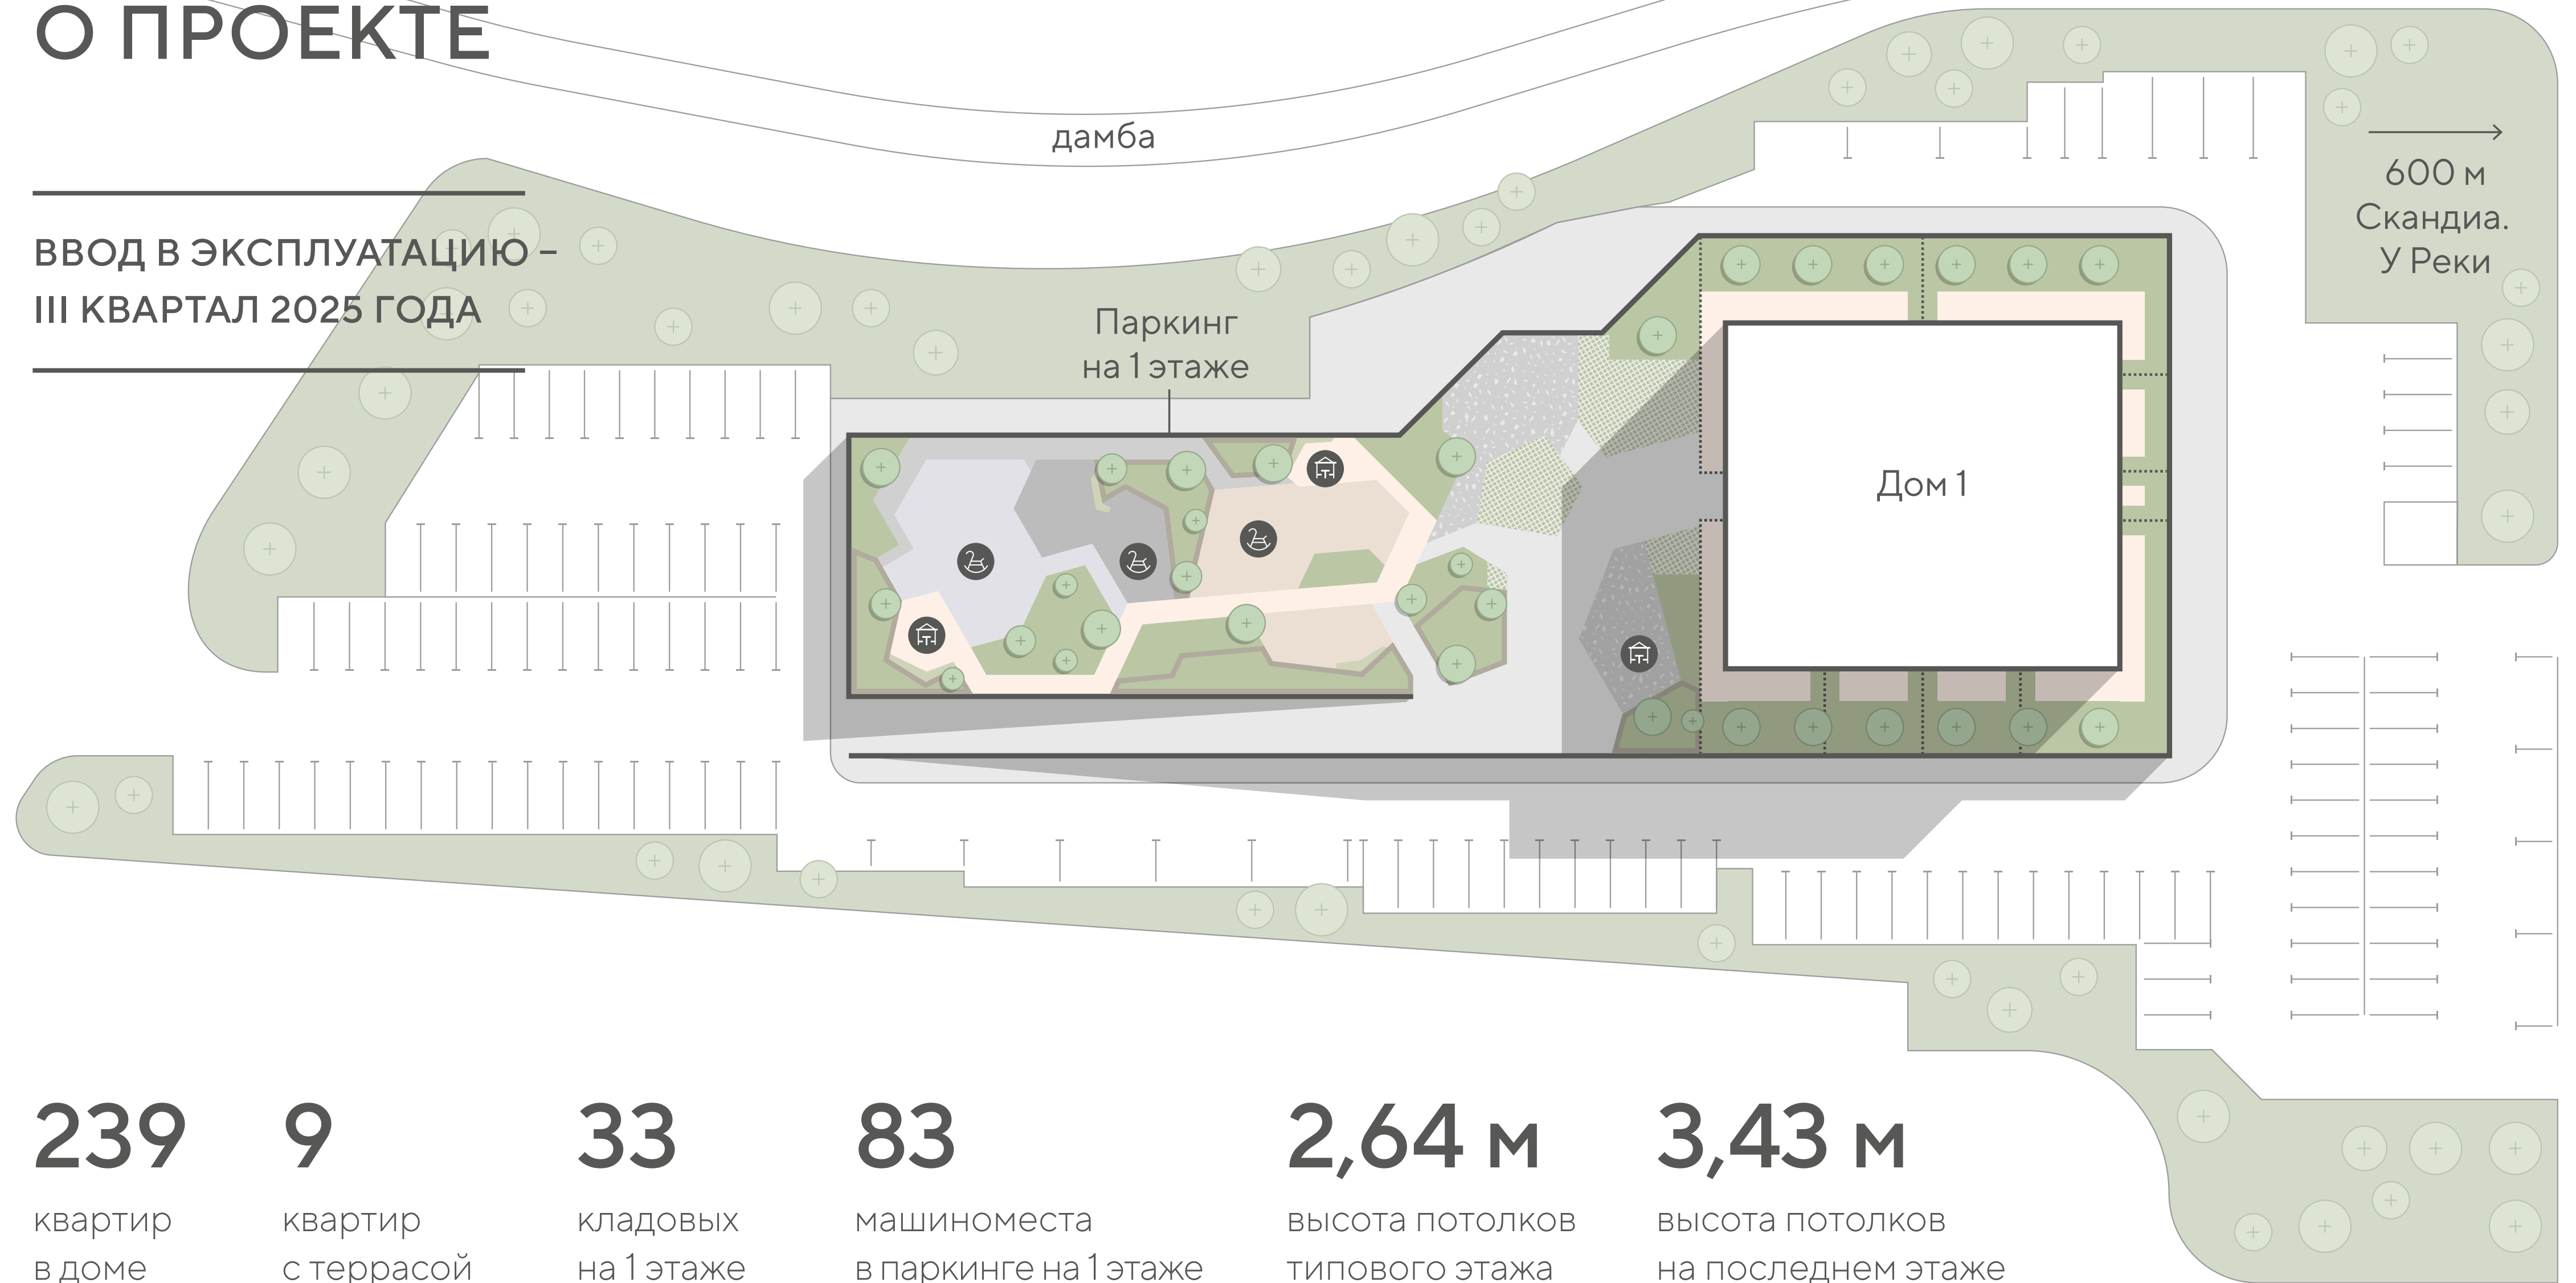 О ПРОЕКТЕ
дамба
600 м
Скандиа.
У Реки
ВВОД В ЭКСПЛУАТАЦИЮ –
III КВАРТАЛ 2025 ГОДА
Паркинг
на 1 этаже
Дом 1
239
квартир
в доме
9
квартир
с террасой
33
кладовых
на 1 этаже
83
машиноместа
в паркинге на 1 этаже
2,64 м
высота потолков
типового этажа
3,43 м
высота потолков
на последнем этаже